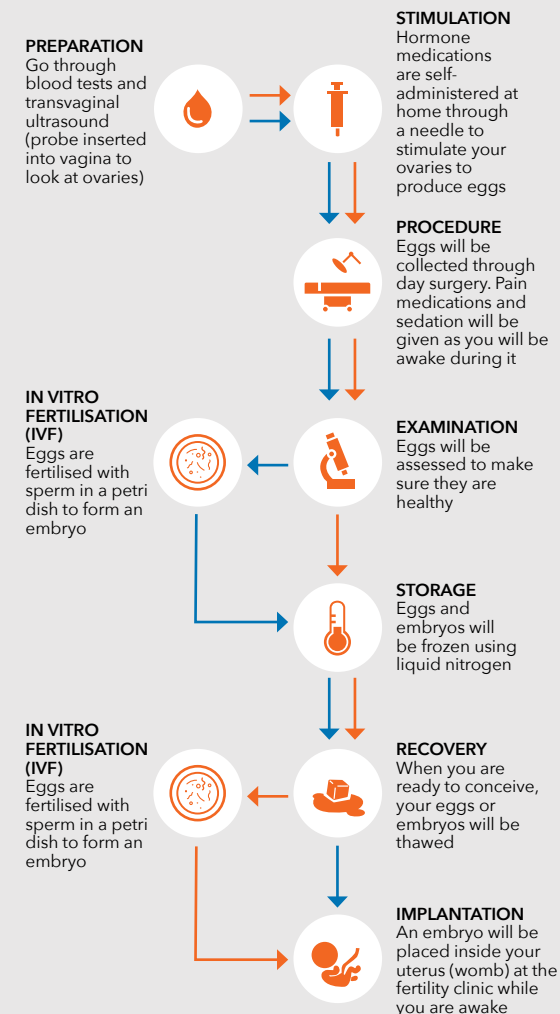 PREPARATION
Go through
blood tests and
transvaginal
ultrasound
(probe inserted
into vagina to
look at ovaries)
STIMULATION
Hormone
medications
are self-
administered at
home through
a needle to
stimulate your
ovaries to
produce eggs
PROCEDURE
Eggs will be
collected through
day surgery. Pain
medications and
sedation will be
given as you will be
awake during it
EXAMINATION
Eggs will be
assessed to make
sure they are
healthy
IN VITRO
FERTILISATION
(IVF)
Eggs are
fertilised with
sperm in a petri
dish to form an
embryo
STORAGE
Eggs and
embryos will
be frozen using
liquid nitrogen
RECOVERY
When you are
ready to conceive,
your eggs or
embryos will be
thawed
IN VITRO
FERTILISATION
(IVF)
Eggs are
fertilised with
sperm in a petri
dish to form an
embryo
IMPLANTATION
An embryo will be
placed inside your
uterus (womb) at the
fertility clinic while
you are awake